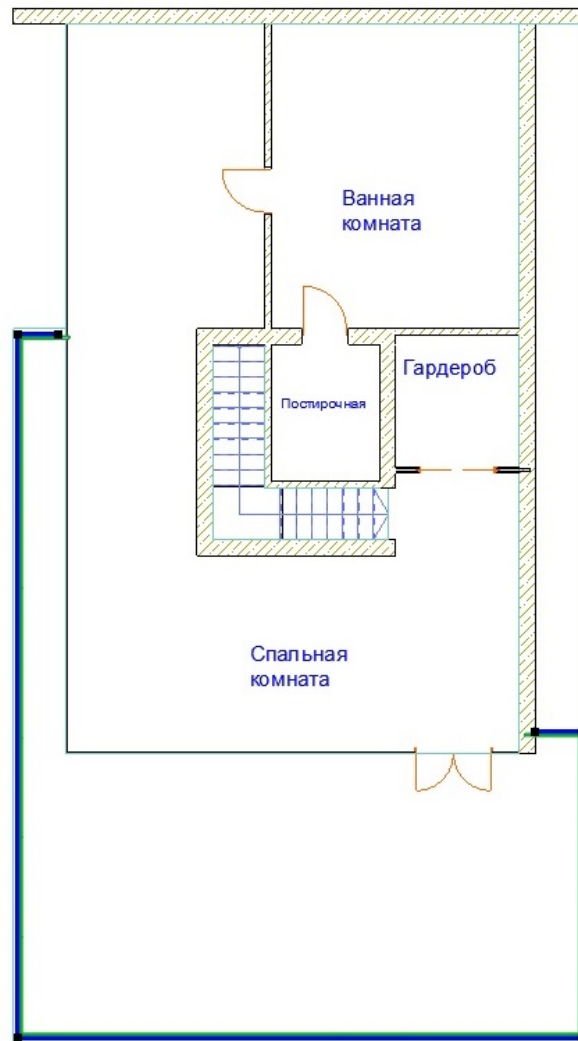 Ванная
комната
Гардероб
Постирочная
Спальная
комната